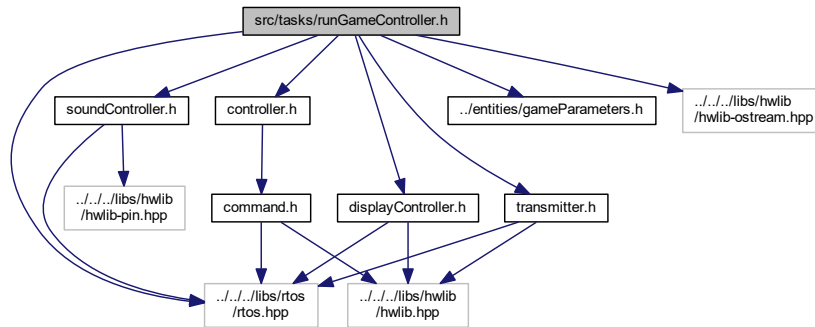 src/tasks/runGameController.h
soundController.h
controller.h
../entities/gameParameters.h
../../../libs/hwlib
/hwlib-ostream.hpp
../../../libs/hwlib
/hwlib-pin.hpp
command.h
displayController.h
transmitter.h
../../../libs/rtos
/rtos.hpp
../../../libs/hwlib
/hwlib.hpp